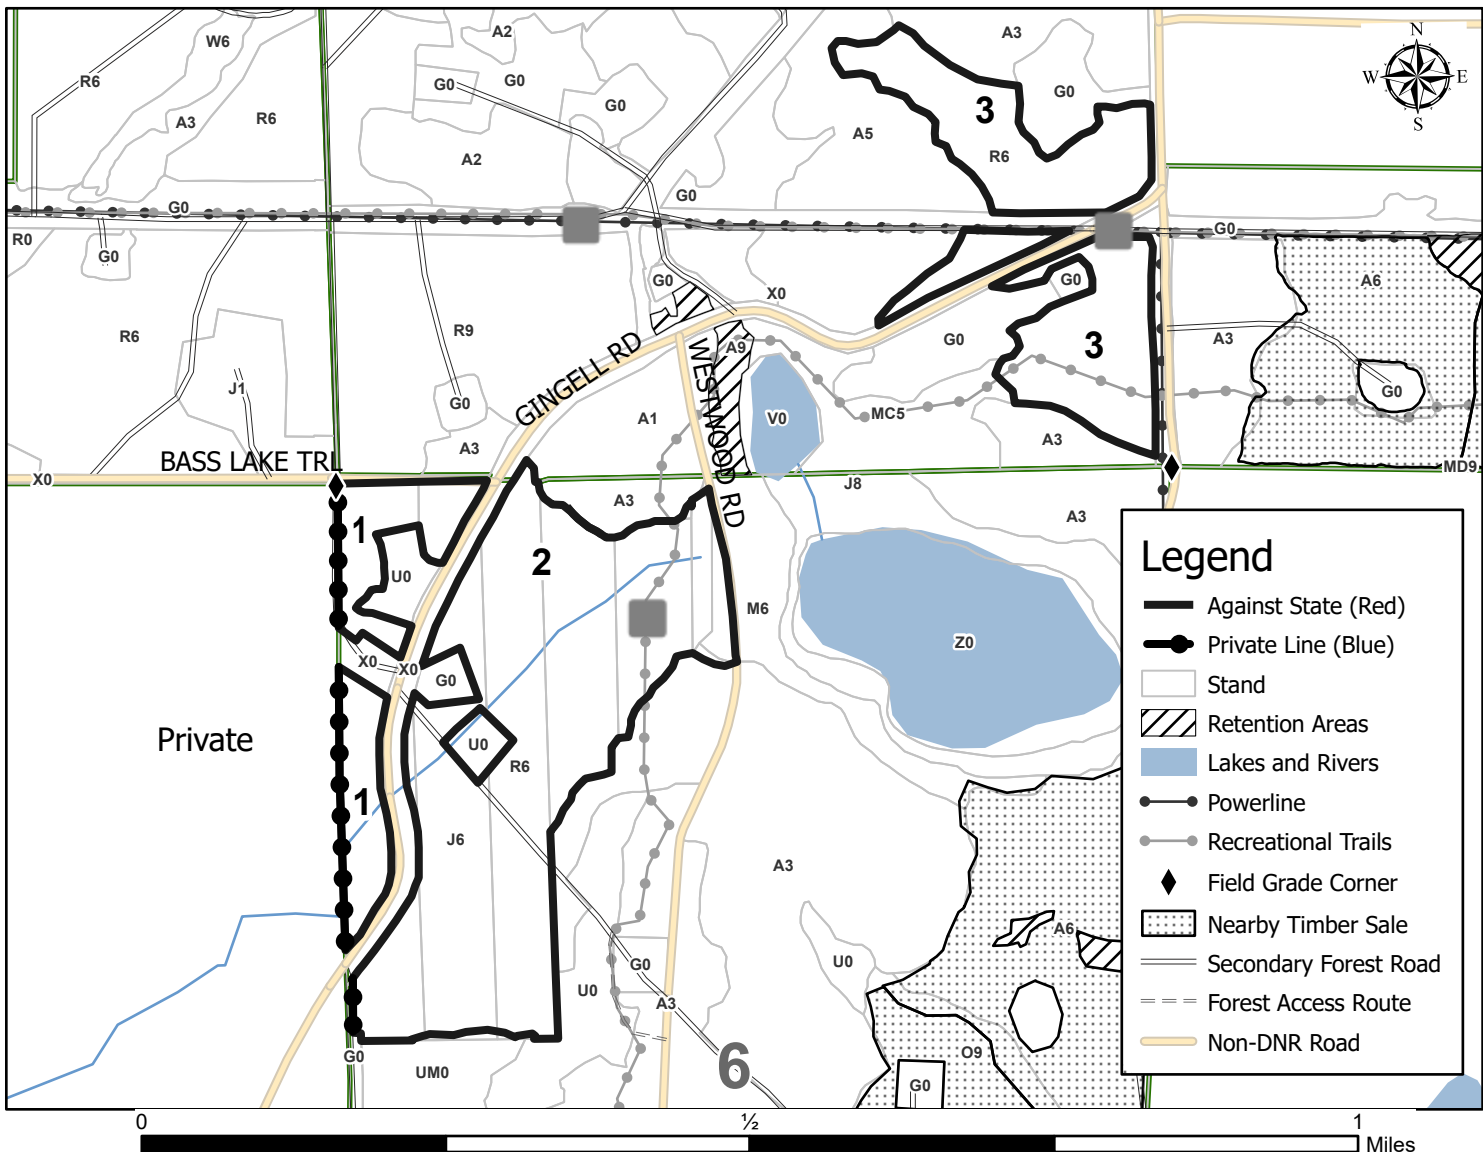 A2
A3
N
W6
R6
G0
G0
G0
G0
W
E
3
S
A3
R6
A5
A2
R6
G0
G0
G0
R0
G0
G0
A6
X0
R6
R9
A3
G0
GINGELL RD
WESTWOOD RD
A9
3
J1
G0
G0
A1
V0
MC5
A3
A3
BASS LAKE TRL
X0
MD9
J8
A3
A3
1
2
U0
M6
Z0
X0
X0
G0
Private
U0
R6
1
J6
A3
A6
U0
G0
U0
A3
G0
UM0
6
O9
G0
Legend
Against State (Red)
Private Line (Blue)
Stand
Retention Areas
Lakes and Rivers
Powerline
Recreational Trails
Field Grade Corner
Nearby Timber Sale
Secondary Forest Road
Forest Access Route
Non-DNR Road
0
½
1
Miles